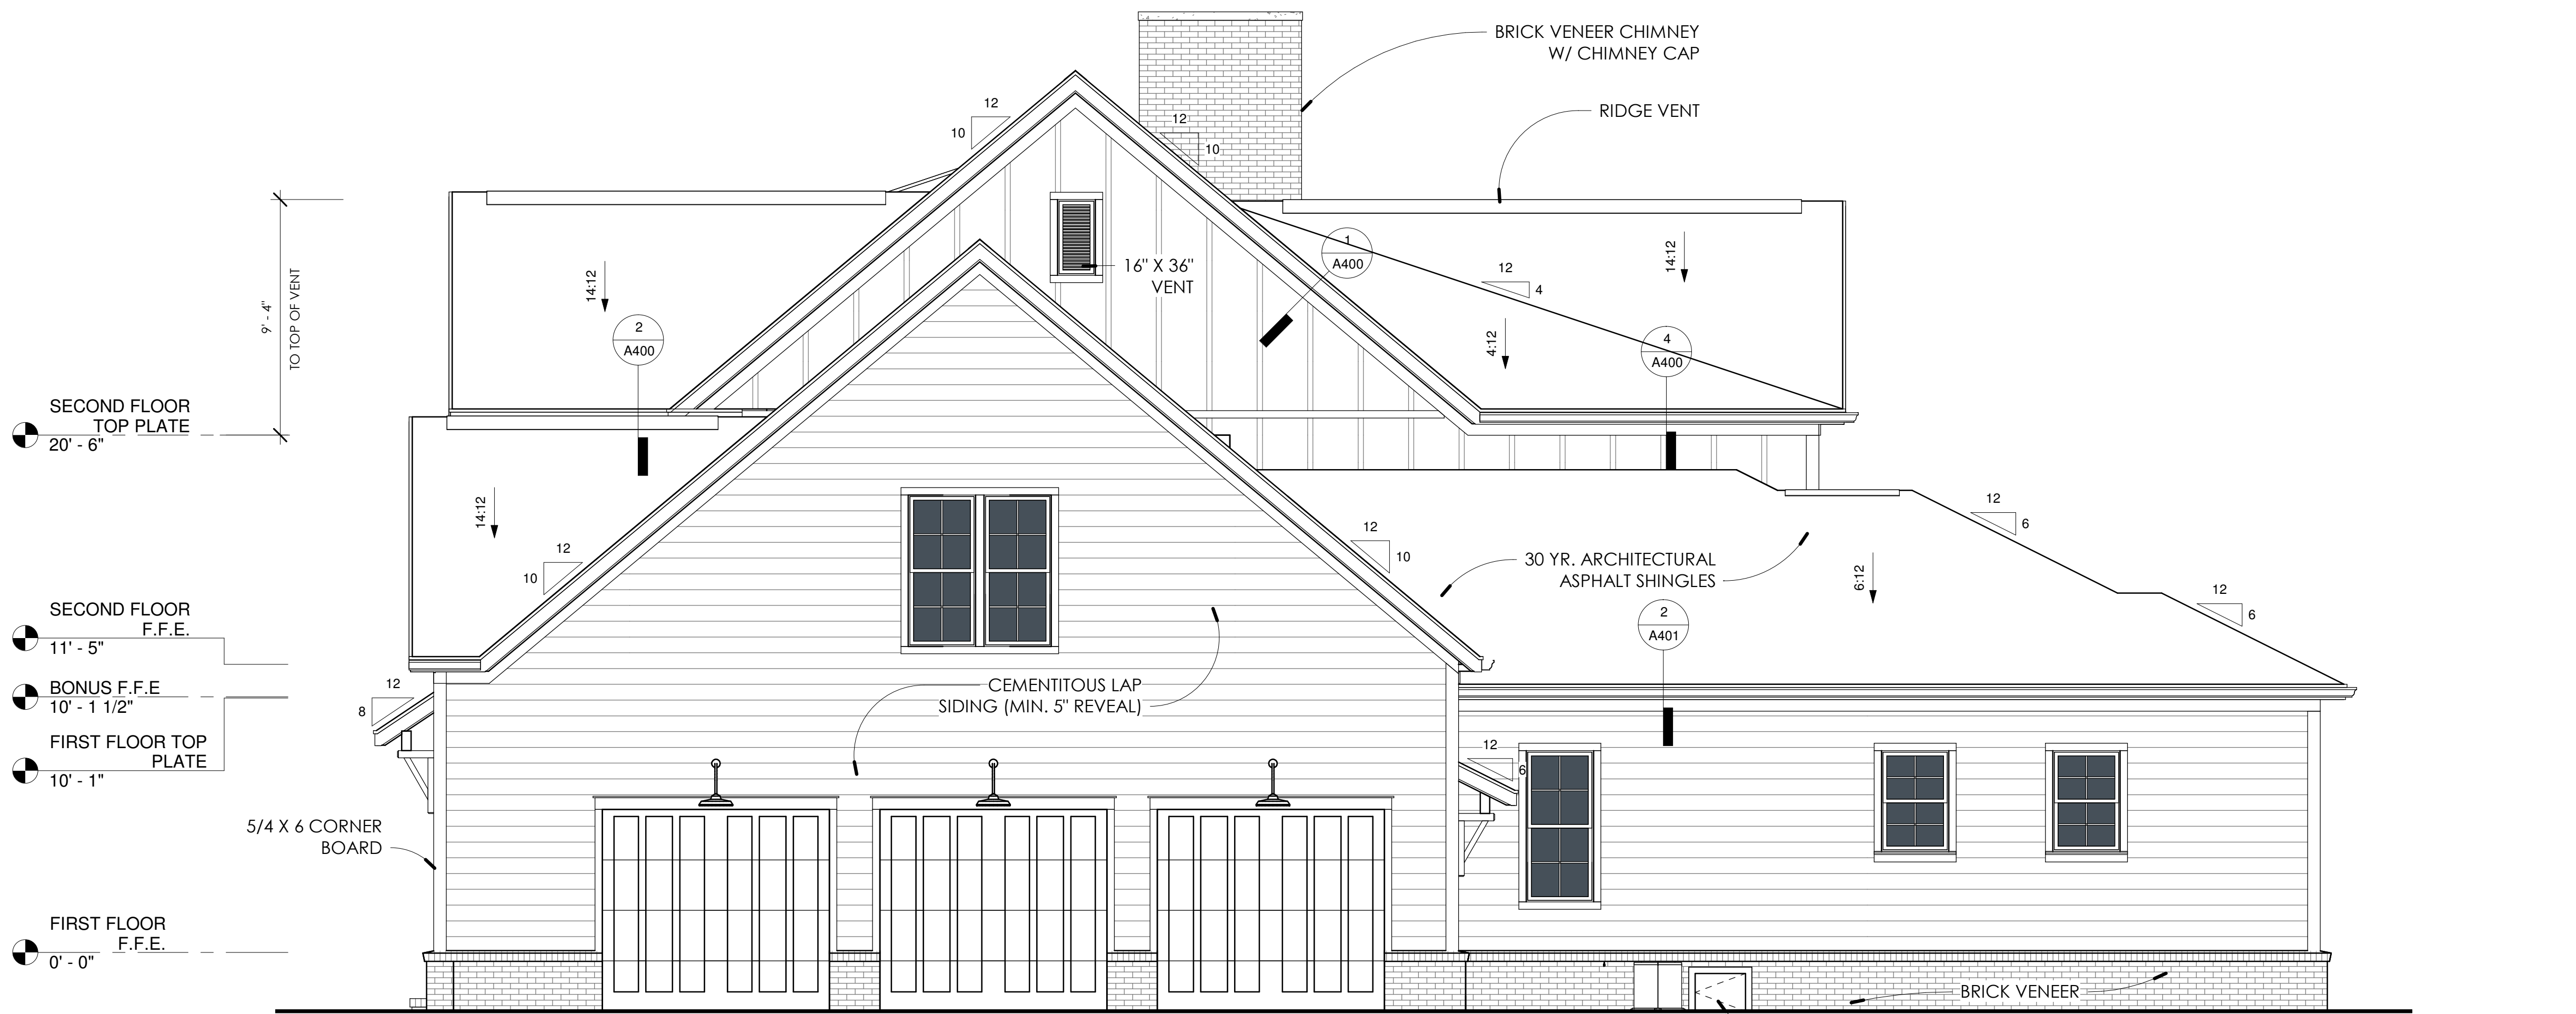 BRICK VENEER CHIMNEY
W/ CHIMNEY CAP
RIDGE VENT
12
10
12
10
16" X 36"
VENT
1
A400
12
4
14:12
14:12
4:12
2
A400
4
A400
9' - 4"
TO TOP OF VENT
SECOND FLOOR
TOP PLATE
20' - 6"
14:12
12
10
12
10
30 YR. ARCHITECTURAL
ASPHALT SHINGLES
12
6
6:12
12
6
2
A401
SECOND FLOOR
F.F.E.
11' - 5"
BONUS F.F.E
10' - 1 1/2"
FIRST FLOOR TOP
PLATE
10' - 1"
12
8
CEMENTITOUS LAP
SIDING (MIN. 5" REVEAL)
12
6
5/4 X 6 CORNER
BOARD
FIRST FLOOR
F.F.E.
0' - 0"
BRICK VENEER